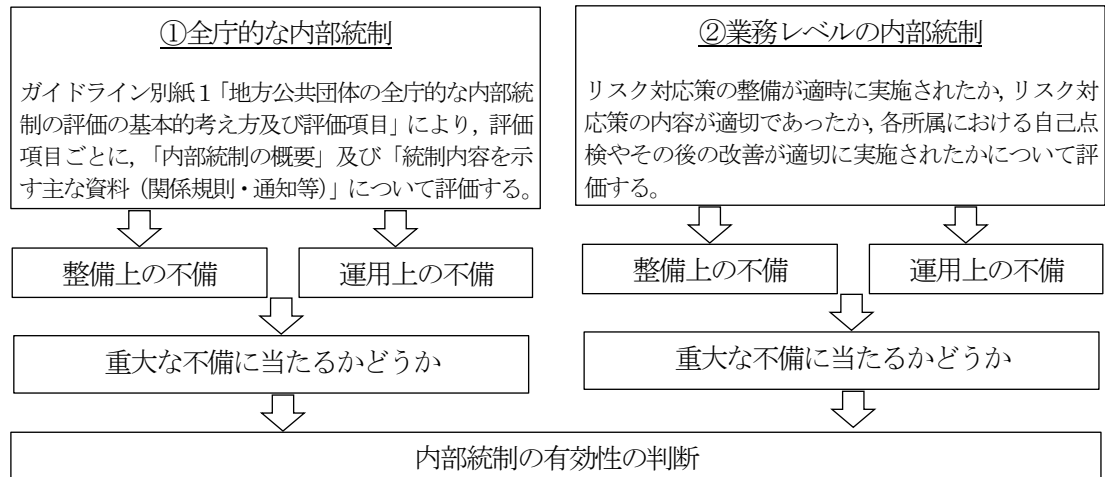 ①全庁的な内部統制
ガイドライン別紙１「地方公共団体の全庁的な内部統
制の評価の基本的考え方及び評価項目」により，評価
項目ごとに，「内部統制の概要」及び「統制内容を示
す主な資料（関係規則・通知等）」について評価する。
整備上の不備
運用上の不備
重大な不備に当たるかどうか
②業務レベルの内部統制
リスク対応策の整備が適時に実施されたか，リスク対
応策の内容が適切であったか，各所属における自己点
検やその後の改善が適切に実施されたかについて評
価する。
整備上の不備
運用上の不備
重大な不備に当たるかどうか
内部統制の有効性の判断